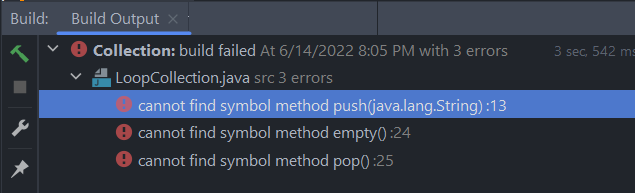 Build: Build Output ×
Collection: build failed At 6/14/2022 8:05 PM with 3 errors 3 sec, 542 ms
LoopCollection.java src 3 errors
cannot find symbol method push(java.lang.String) :13
cannot find symbol method empty() :24
cannot find symbol method pop() :25